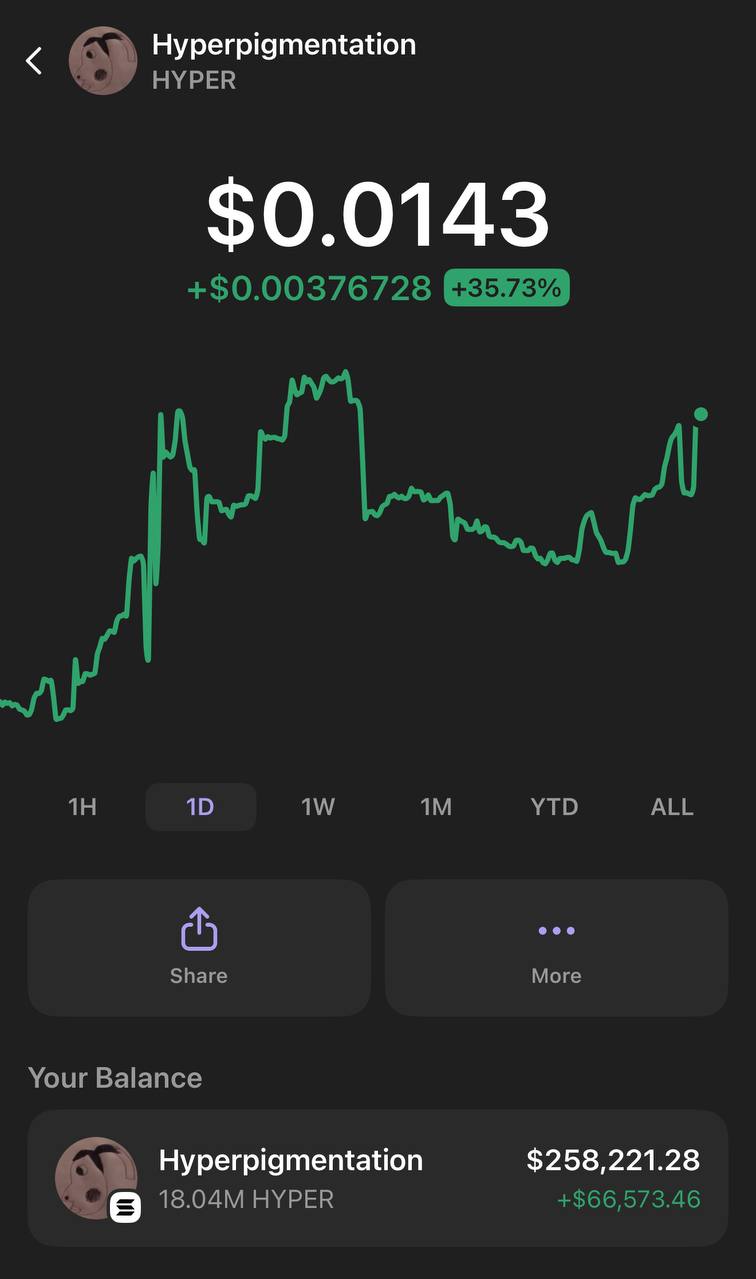 Hyperpigmentation
HYPER
$0.0143
+$0.00376728 +35.73%
1H 1D 1W 1M YTD ALL
Share More
Your Balance
Hyperpigmentation $258,221.28
18.04M HYPER +$66,573.46